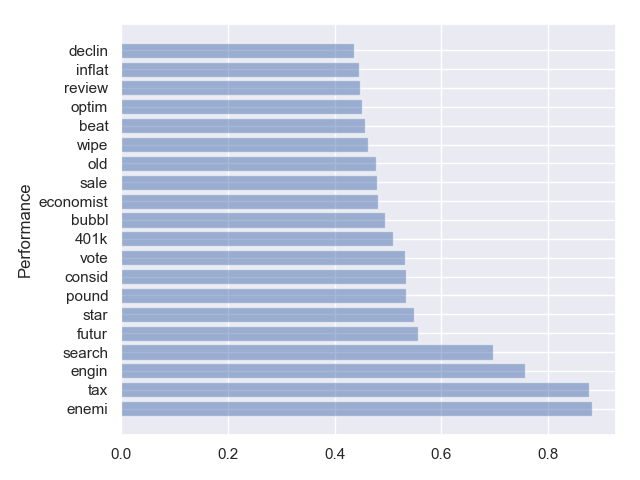 declin
inflat
review
optim
beat
wipe
old
sale
economist
bubbl
401k
vote
consid
pound
star
futur
search
engin
tax
enemi
Performance
0.0 0.2 0.4 0.6 0.8